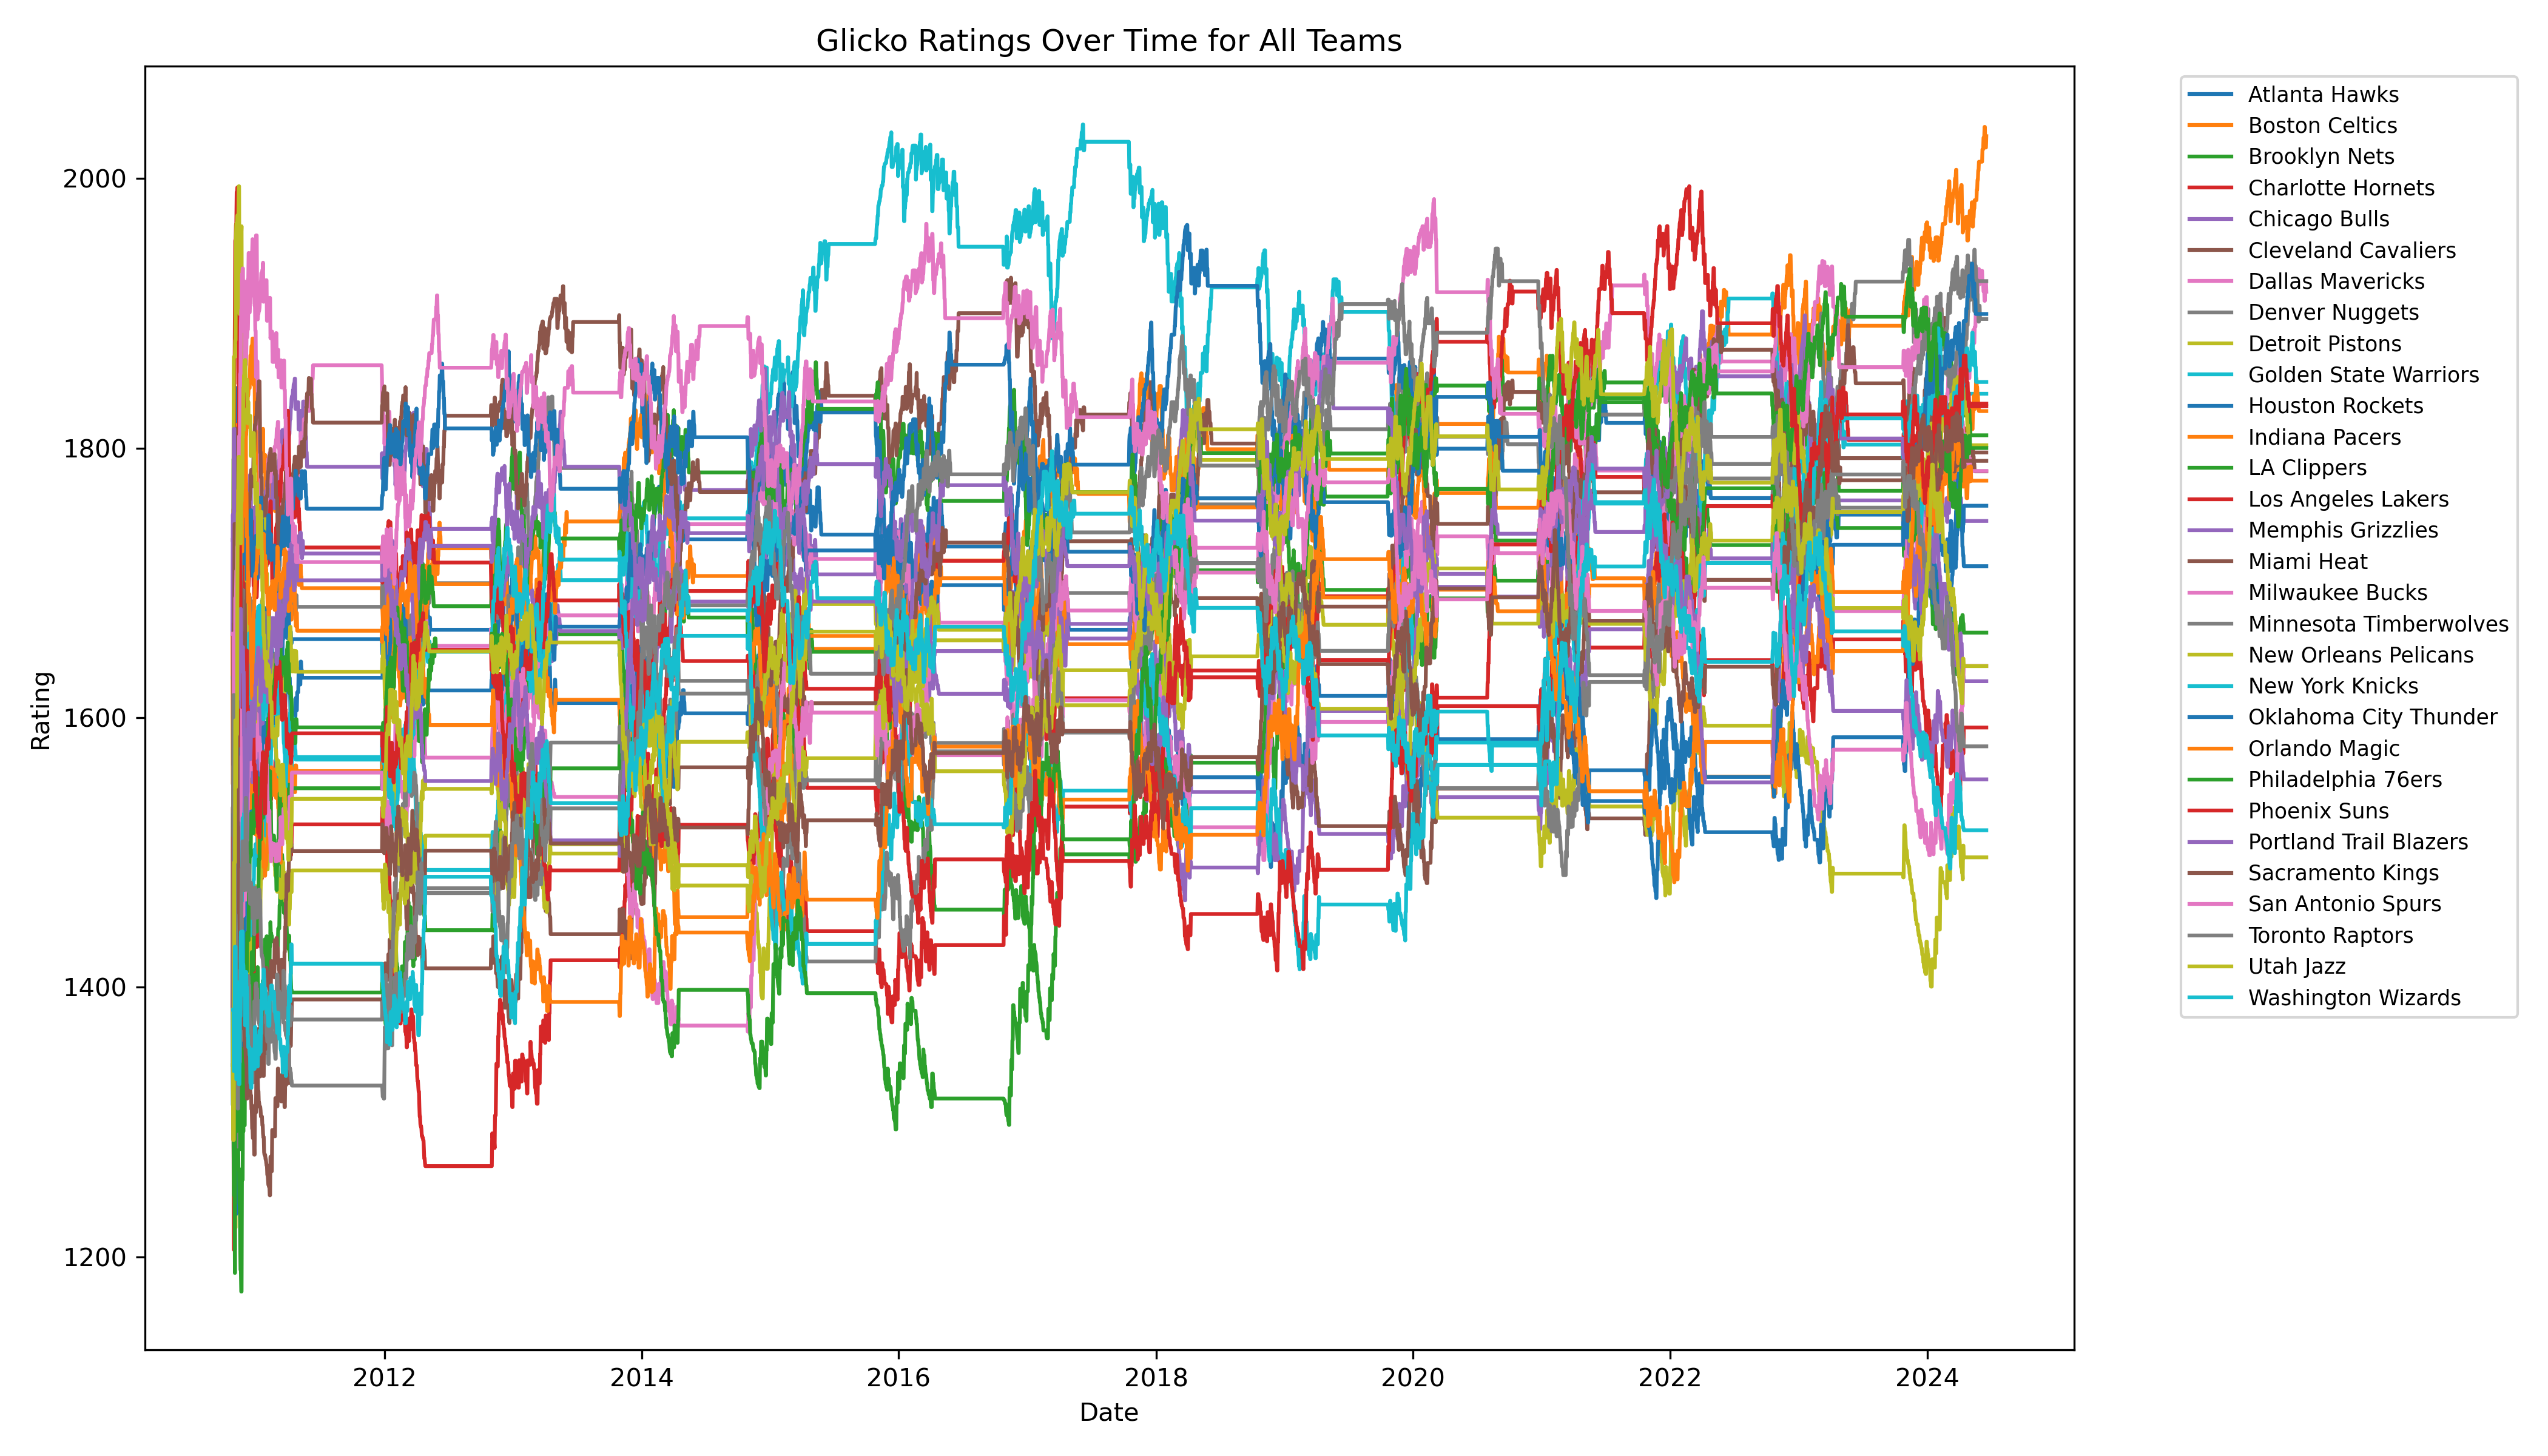 Glicko Ratings Over Time for All Teams
2000
1800
1600
1400
1200
Rating
2012 2014 2016 2018 2020 2022 2024
Date
Atlanta Hawks
Boston Celtics
Brooklyn Nets
Charlotte Hornets
Chicago Bulls
Cleveland Cavaliers
Dallas Mavericks
Denver Nuggets
Detroit Pistons
Golden State Warriors
Houston Rockets
Indiana Pacers
LA Clippers
Los Angeles Lakers
Memphis Grizzlies
Miami Heat
Milwaukee Bucks
Minnesota Timberwolves
New Orleans Pelicans
New York Knicks
Oklahoma City Thunder
Orlando Magic
Philadelphia 76ers
Phoenix Suns
Portland Trail Blazers
Sacramento Kings
San Antonio Spurs
Toronto Raptors
Utah Jazz
Washington Wizards